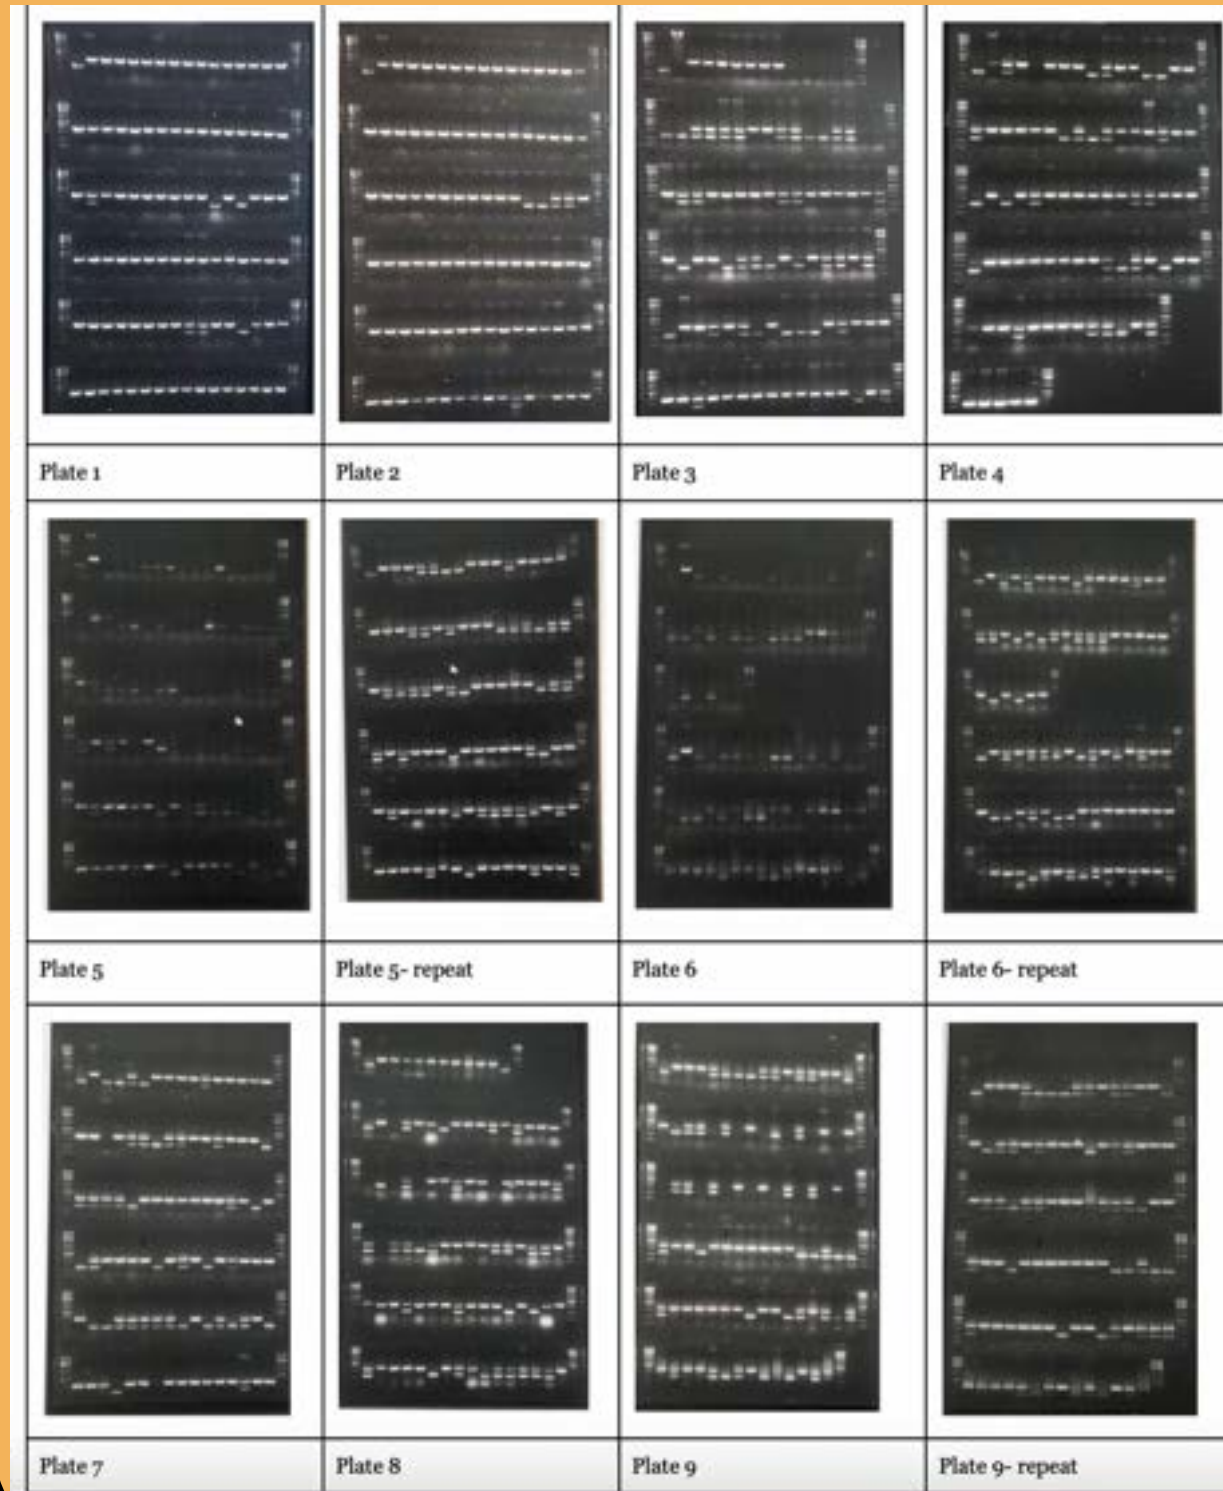 Plate 1
Plate 2
Plate 3
Plate 4
Plate 5
Plate 5- repeat
Plate 6
Plate 6- repeat
Plate 7
Plate 8
Plate 9
Plate 9- repeat